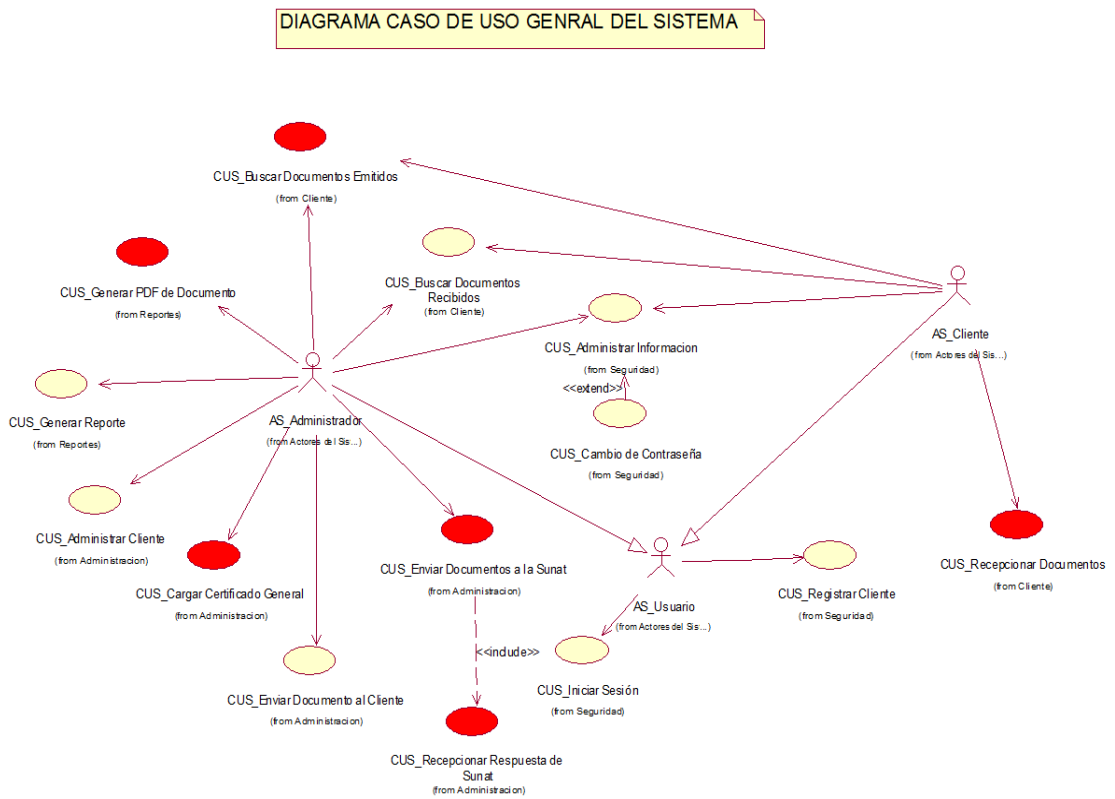 DIAGRAMA CASO DE USO GENRAL DEL SISTEMA
CUS_Buscar Documentos Emitidos
(from Cliente)
CUS_Generar PDF de Documento
(from Reportes)
CUS_Buscar Documentos
Recibidos
(from Cliente)
CUS_Administrar Informacion
(from Seguridad)
<<extend>>
AS_Cliente
(from Actores del Sis...)
CUS_Generar Reporte
(from Reportes)
AS_Administrador
(from Actores del Sis...)
CUS_Cambio de Contraseña
(from Seguridad)
CUS_Administrar Cliente
(from Administracion)
CUS_Cargar Certificado General
(from Administracion)
CUS_Enviar Documentos a la Sunat
(from Administracion)
AS_Usuario
(from Actores del Sis...)
CUS_Registrar Cliente
(from Seguridad)
CUS_Recepcionar Documentos
(from Cliente)
<<include>>
CUS_Enviar Documento al Cliente
(from Administracion)
CUS_Iniciar Sesión
(from Seguridad)
CUS_Recepcionar Respuesta de
Sunat
(from Administracion)